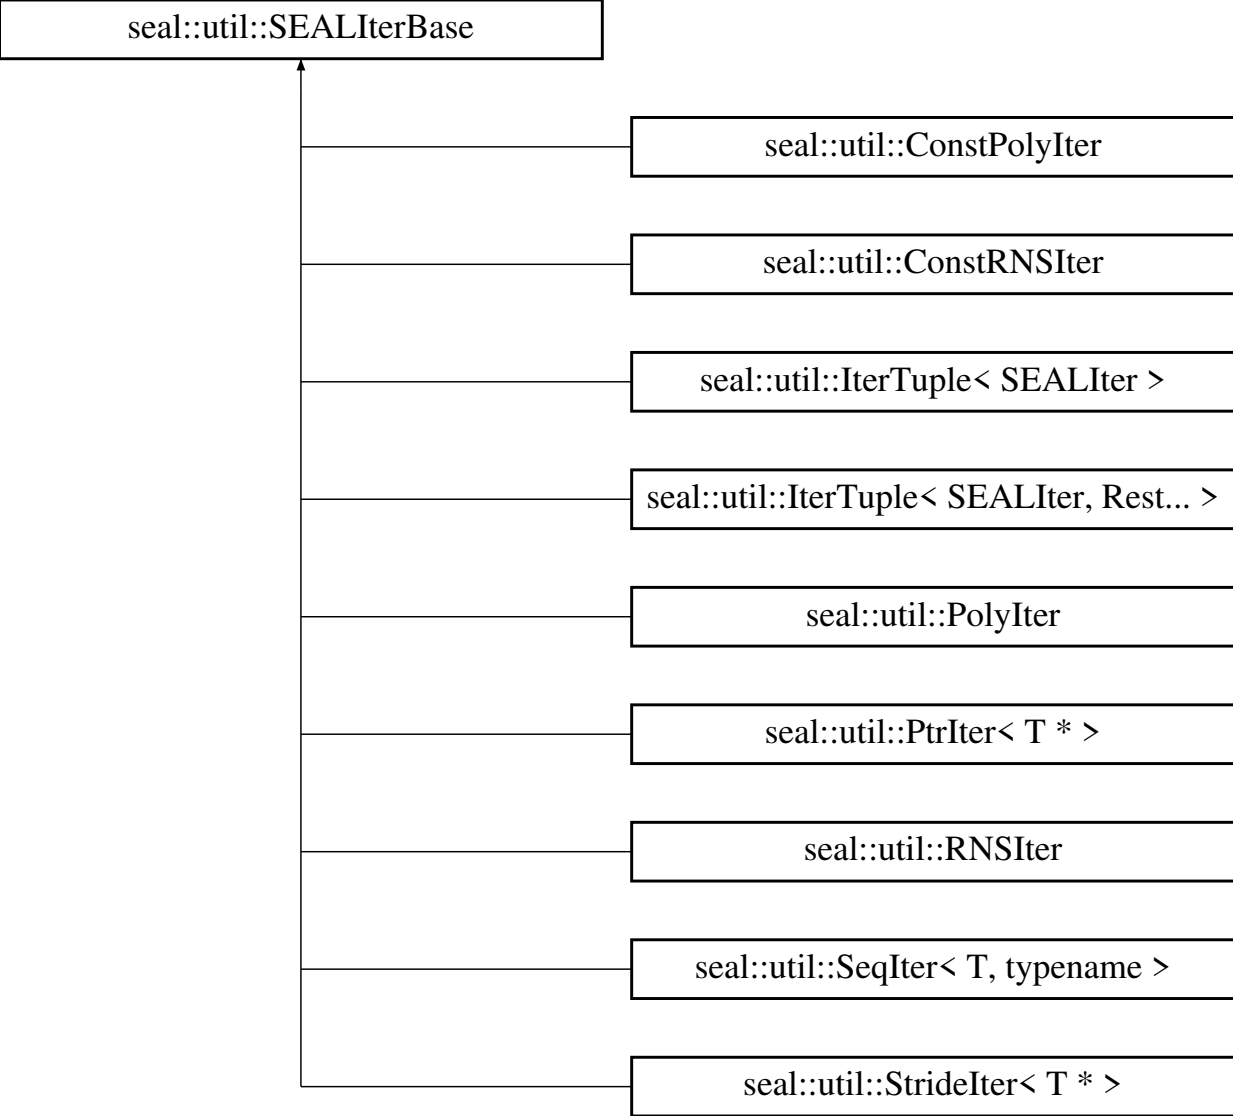 seal::util::SEALIterBase
seal::util::ConstPolyIter
seal::util::ConstRNSIter
seal::util::IterTuple< SEALIter >
seal::util::IterTuple< SEALIter, Rest... >
seal::util::PolyIter
seal::util::PtrIter< T * >
seal::util::RNSIter
seal::util::SeqIter< T, typename >
seal::util::StrideIter< T * >